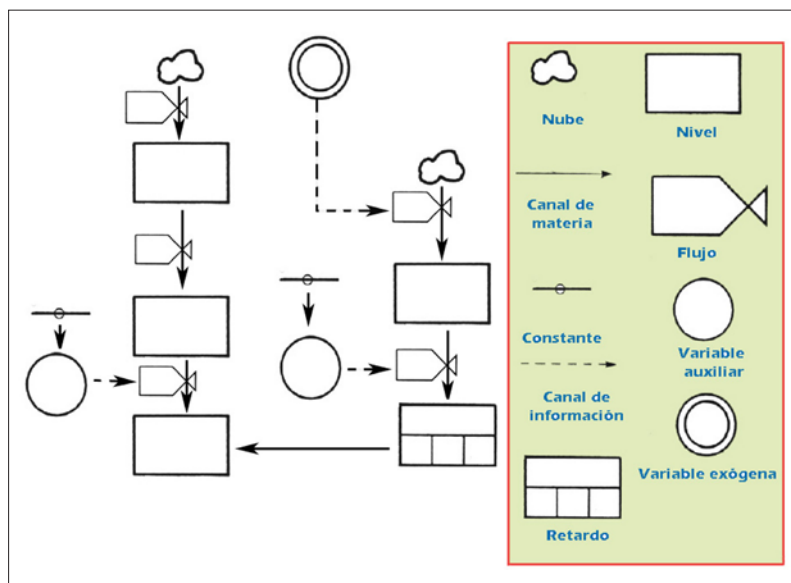 Nube
Nivel
Canal de
materia
Flujo
Constante
Variable
auxiliar
Canal de
información
Variable exógena
Retardo